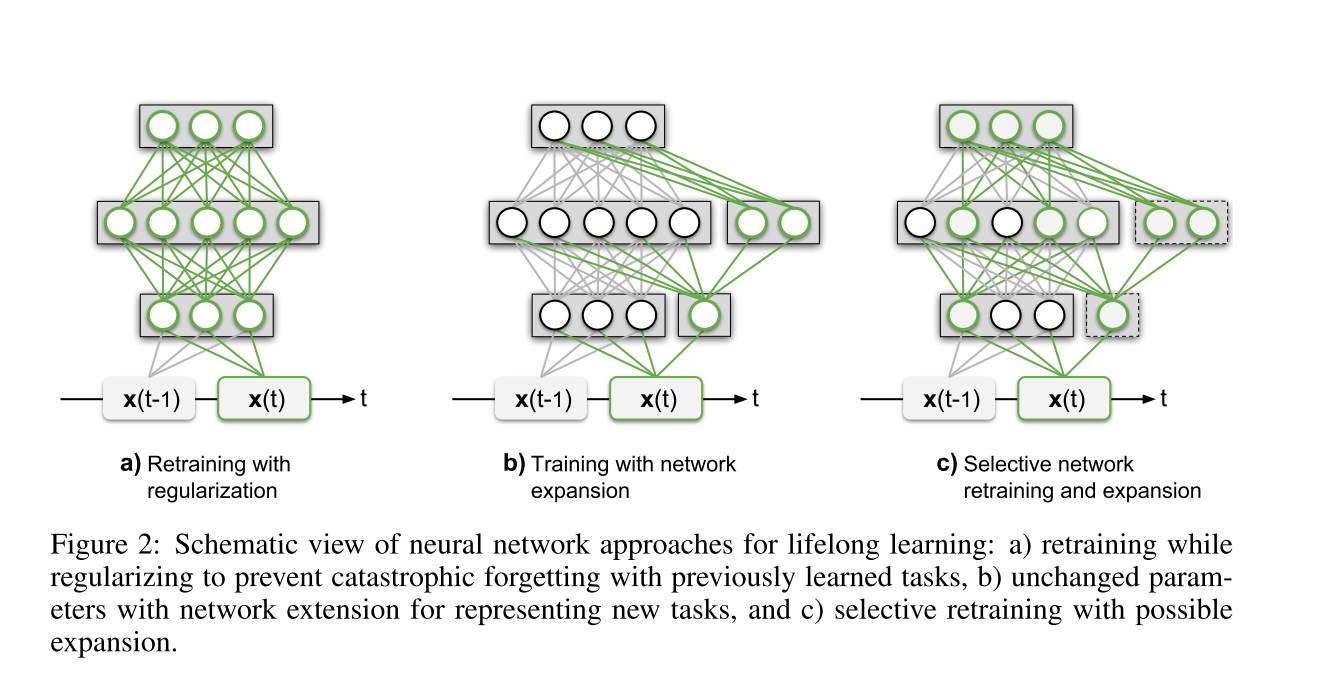 x(t-1) x(t) t
x(t-1) x(t) t
x(t-1) x(t) t
a) Retraining with
regularization
b) Training with network
expansion
c) Selective network
retraining and expansion
Figure 2: Schematic view of neural network approaches for lifelong learning: a) retraining while
regularizing to prevent catastrophic forgetting with previously learned tasks, b) unchanged param-
eters with network extension for representing new tasks, and c) selective retraining with possible
expansion.